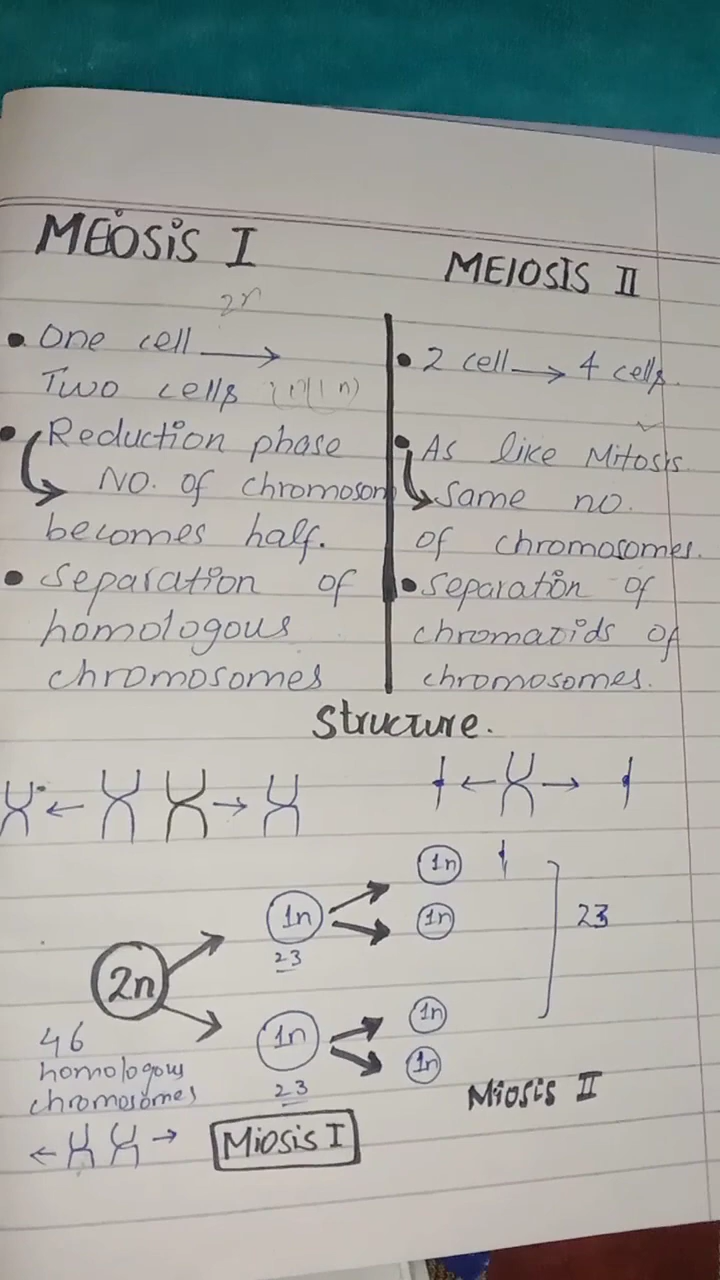 MEIOSIS I
2n
• One cell →
Two cells (1n)
• Reduction phase
NO. of chromosom
becomes half.
• Separation of
homologous
chromosomes
MEIOSIS II
• 2 cell → 4 cells.
• As like Mitosis
same no.
of chromosomes.
• Separation of
chromatids of
chromosomes.
Structure.
1n
1n
1n
23
23
2n
1n
1n
1n
23
46
homologous
chromosomes
Miosis I
Miosis II